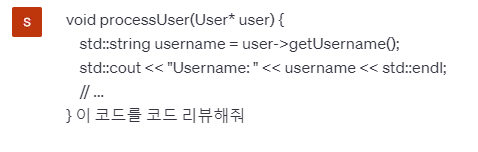 S
void processUser(User* user) {
std::string username = user->getUsername();
std::cout << "Username: " << username << std::endl;
// ...
} 이 코드를 코드 리뷰해줘